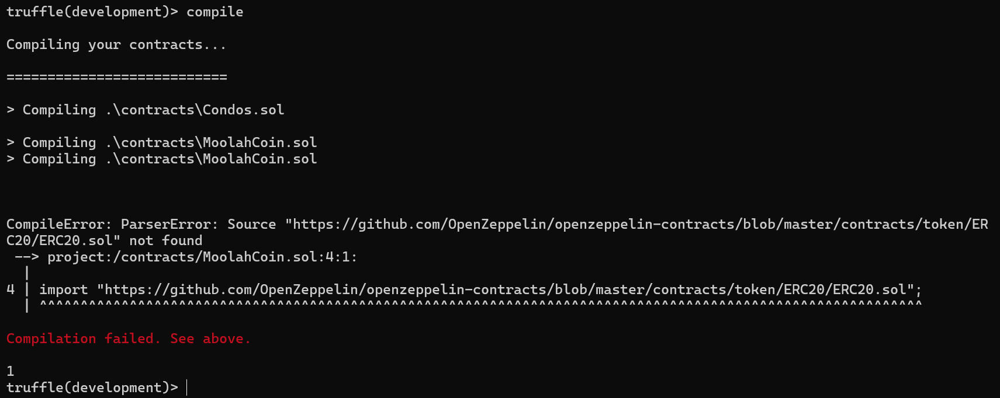 truffle(development)> compile
Compiling your contracts...
===========================
> Compiling .\contracts\Condos.sol
> Compiling .\contracts\MoolahCoin.sol
> Compiling .\contracts\MoolahCoin.sol
CompileError: ParserError: Source "https://github.com/OpenZeppelin/openzeppelin-contracts/blob/master/contracts/token/ER
C20/ERC20.sol" not found
 --> project:/contracts/MoolahCoin.sol:4:1:
  |
4 | import "https://github.com/OpenZeppelin/openzeppelin-contracts/blob/master/contracts/token/ERC20/ERC20.sol";
  | ^^^^^^^^^^^^^^^^^^^^^^^^^^^^^^^^^^^^^^^^^^^^^^^^^^^^^^^^^^^^^^^^^^^^^^^^^^^^^^^^^^^^^^^^^^^^^^^^^^^^^^^^^^^^
Compilation failed. See above.
1
truffle(development)>